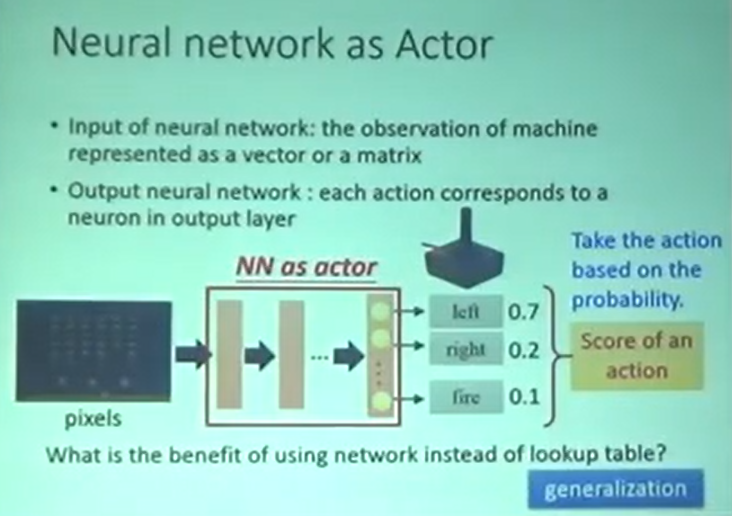 Neural network as Actor
• Input of neural network: the observation of machine
represented as a vector or a matrix
• Output neural network : each action corresponds to a
neuron in output layer
Take the action
based on the
probability.
NN as actor
left 0.7
right 0.2
fire 0.1
...
Score of an
action
pixels
What is the benefit of using network instead of lookup table?
generalization